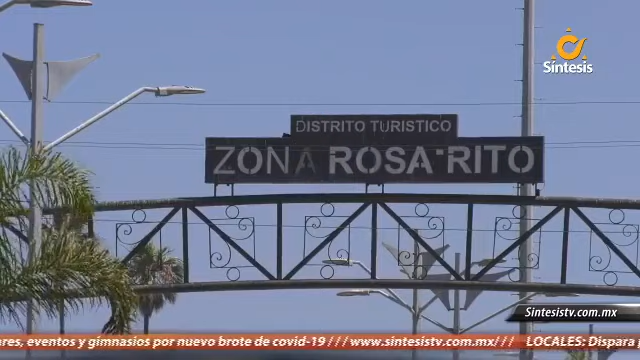 Síntesis
DISTRITO TURISTICO
ZONA ROSA·RITO
Síntesistv.com.mx
ares, eventos y gimnasios por nuevo brote de covid-19 /// www.sintesistv.com.mx/// LOCALES: Dispara p